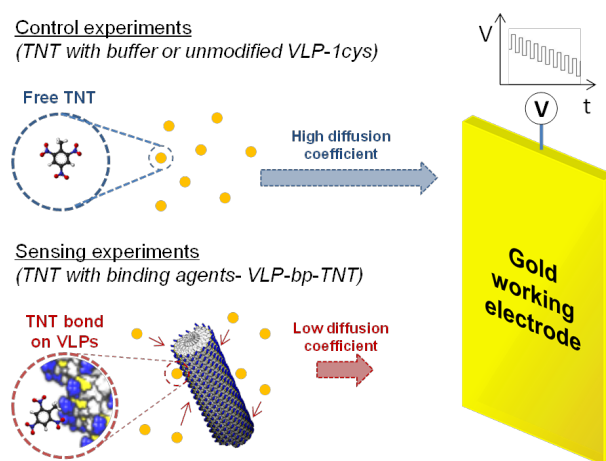 Control experiments
(TNT with buffer or unmodified VLP-1cys)
Free TNT
High diffusion
coefficient
V
t
V
Gold
working
electrode
Sensing experiments
(TNT with binding agents- VLP-bp-TNT)
TNT bond
on VLPs
Low diffusion
coefficient